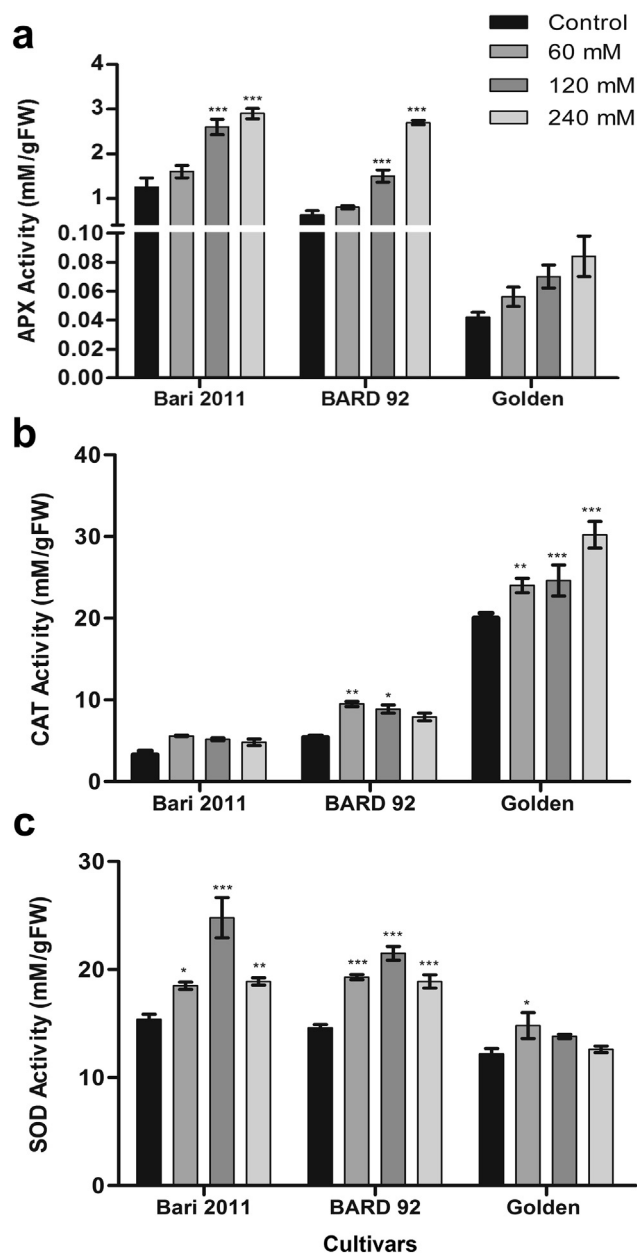 a
Control
60 mM
120 mM
240 mM
APX Activity (mM/gFW)
4
3
2
1
0.10
0.08
0.06
0.04
0.02
0.00
*** ***
*** ***
Bari 2011 BARD 92 Golden
b
CAT Activity (mM/gFW)
40
30
20
10
0
** *
** *** ***
Bari 2011 BARD 92 Golden
c
SOD Activity (mM/gFW)
30
20
10
0
* *** **
*** *** ***
*
Bari 2011 BARD 92 Golden
Cultivars